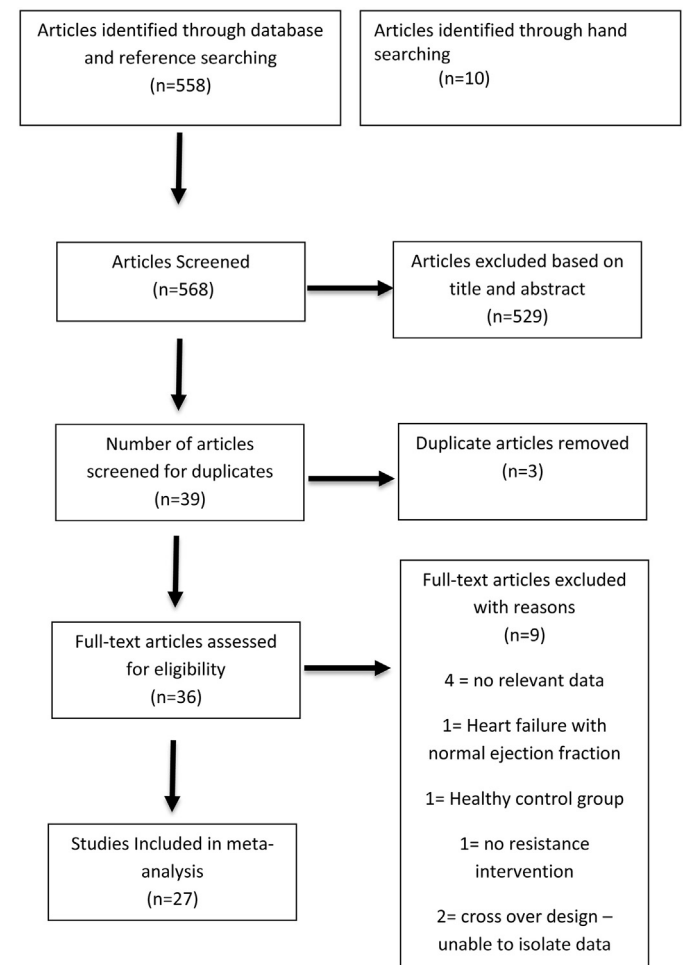 Articles identified through database
and reference searching
(n=558)
Articles identified through hand
searching
(n=10)
Articles Screened
(n=568)
Articles excluded based on
title and abstract
(n=529)
Number of articles
screened for duplicates
(n=39)
Duplicate articles removed
(n=3)
Full-text articles assessed
for eligibility
(n=36)
Full-text articles excluded
with reasons
(n=9)
4 = no relevant data
1= Heart failure with
normal ejection fraction
1= Healthy control group
1= no resistance
intervention
2= cross over design –
unable to isolate data
Studies Included in meta-
analysis
(n=27)